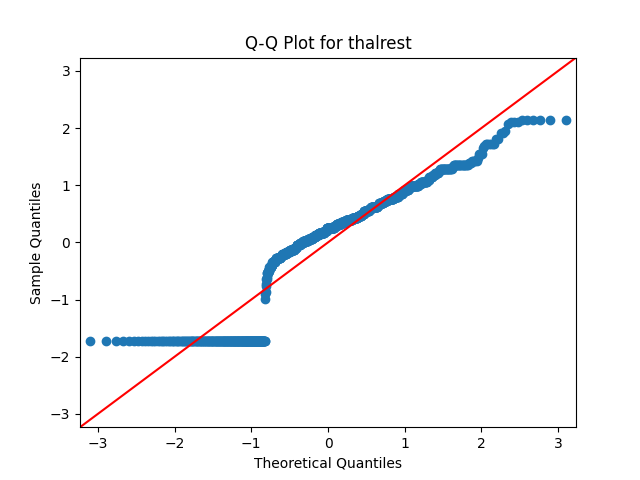 Q-Q Plot for thalrest
3
2
1
0
−1
−2
−3
Sample Quantiles
−3 −2 −1 0 1 2 3
Theoretical Quantiles